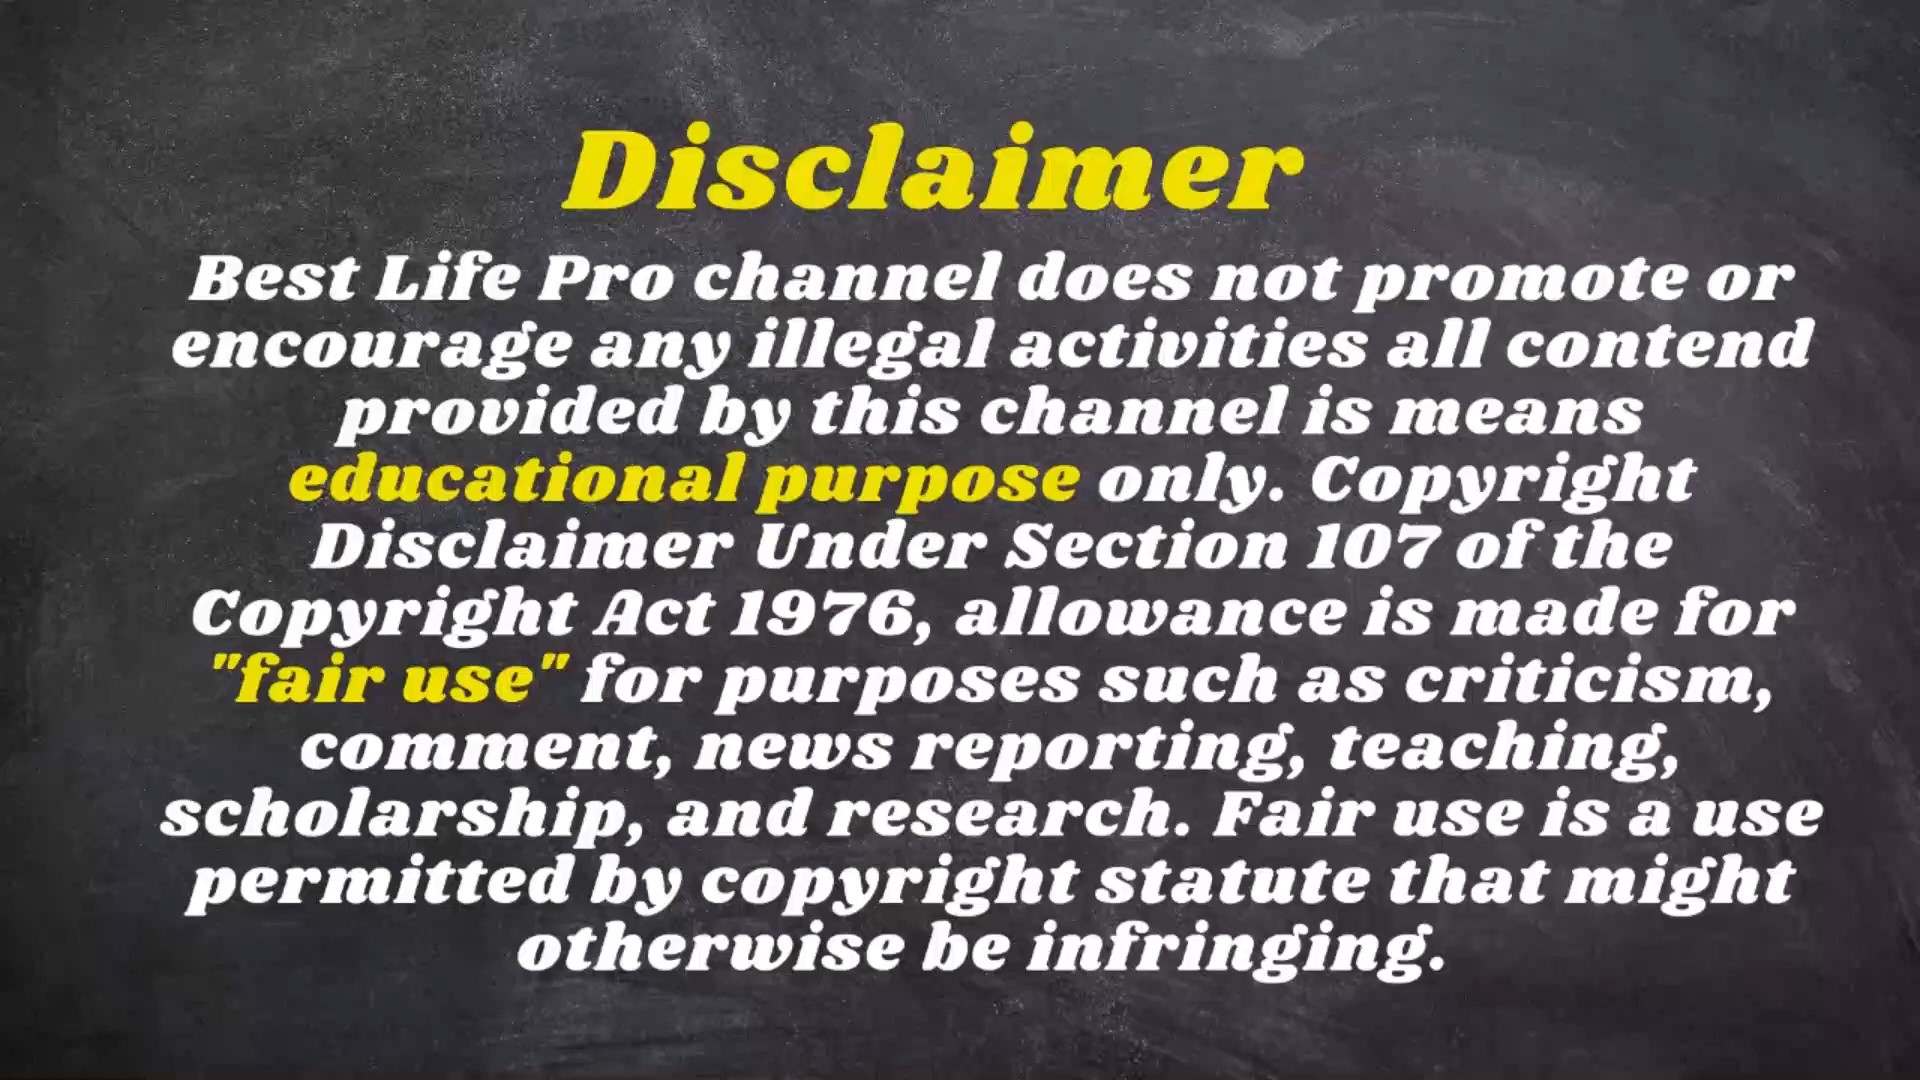 Disclaimer
Best Life Pro channel does not promote or
encourage any illegal activities all contend
provided by this channel is means
educational purpose only. Copyright
Disclaimer Under Section 107 of the
Copyright Act 1976, allowance is made for
"fair use" for purposes such as criticism,
comment, news reporting, teaching,
scholarship, and research. Fair use is a use
permitted by copyright statute that might
otherwise be infringing.